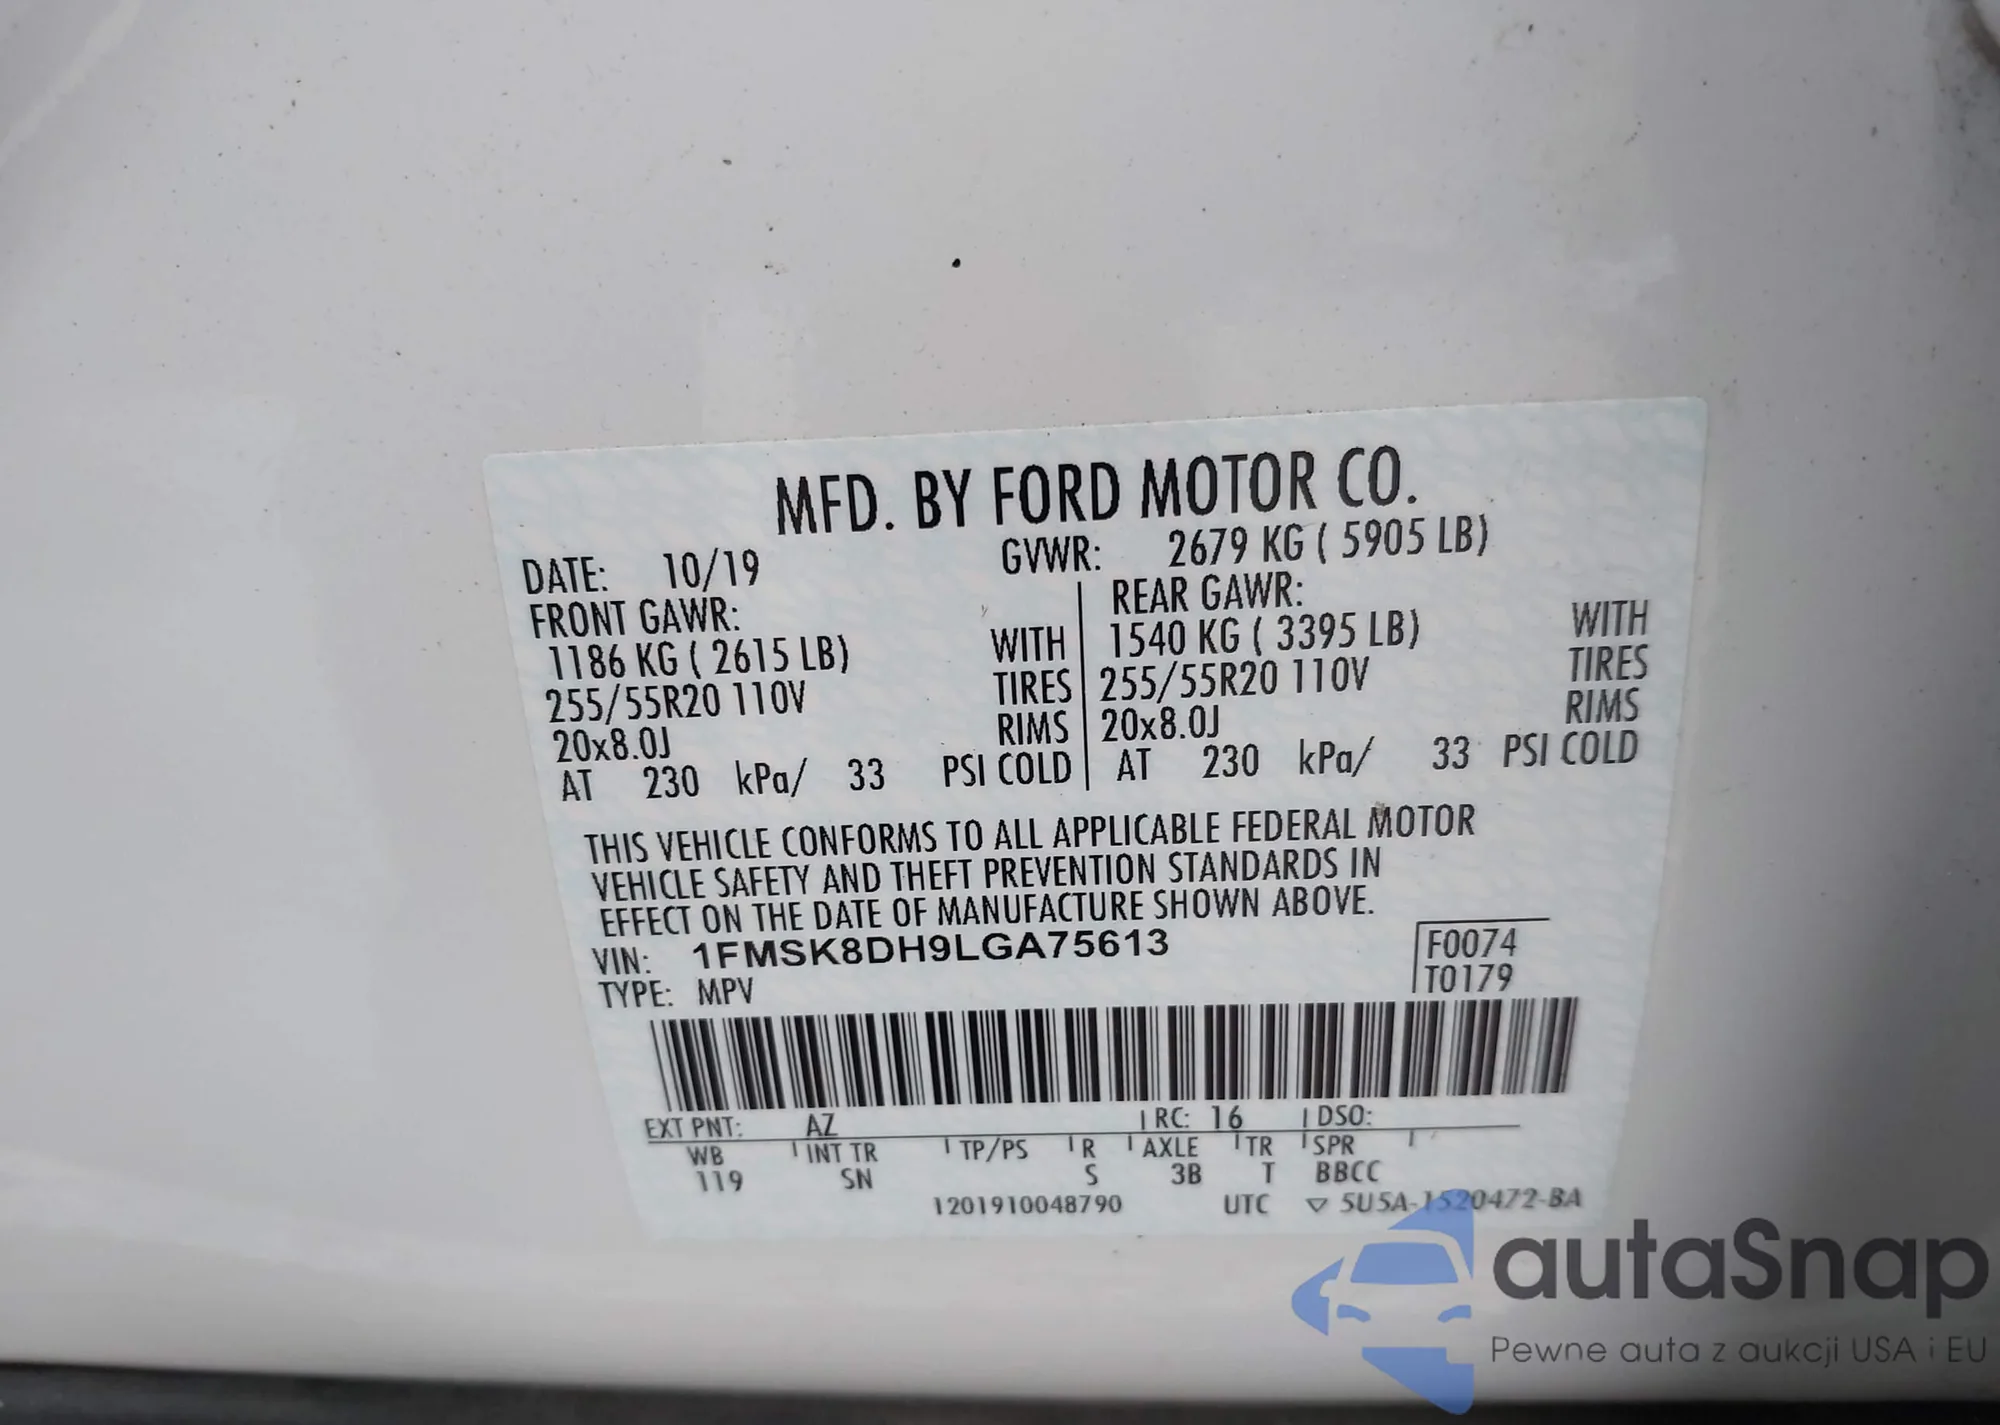 MFD. BY FORD MOTOR CO.
DATE: 10/19 GVWR: 2679 KG ( 5905 LB)
FRONT GAWR: REAR GAWR:
1186 KG ( 2615 LB) WITH 1540 KG ( 3395 LB) WITH
255/55R20 110V TIRES 255/55R20 110V TIRES
20x8.0J RIMS 20x8.0J RIMS
AT 230 kPa/ 33 PSI COLD AT 230 kPa/ 33 PSI COLD
THIS VEHICLE CONFORMS TO ALL APPLICABLE FEDERAL MOTOR
VEHICLE SAFETY AND THEFT PREVENTION STANDARDS IN
EFFECT ON THE DATE OF MANUFACTURE SHOWN ABOVE.
VIN: 1FMSK8DH9LGA75613 F0074
TYPE: MPV T0179
EXT PNT: AZ RC: 16 DSO:
WB INT TR TP/PS R AXLE TR SPR
119 SN S 3B T BBCC
1201910048790 UTC ▽ 5U5A-1520472-BA
autaSnap
Pewne auta z aukcji USA i EU